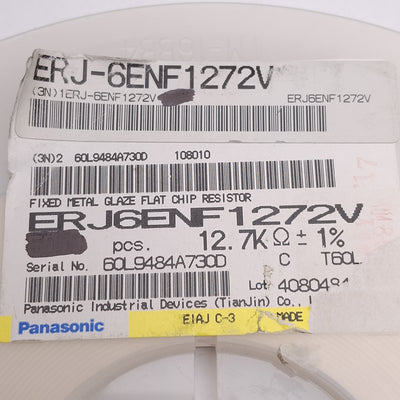 ERJ-6ENF1272V
(3N)1ERJ-6ENF1272V ERJ6ENF1272V
(3N)2 60L9484A730D 108010
FIXED METAL GLAZE FLAT CHIP RESISTOR
ERJ6ENF1272V
pcs. 12.7KΩ ± 1%
Serial No. 60L9484A730D C T60L
Lot 4080484
Panasonic Industrial Devices (TianJin) Co.,
Panasonic EIAJ C-3 MADE